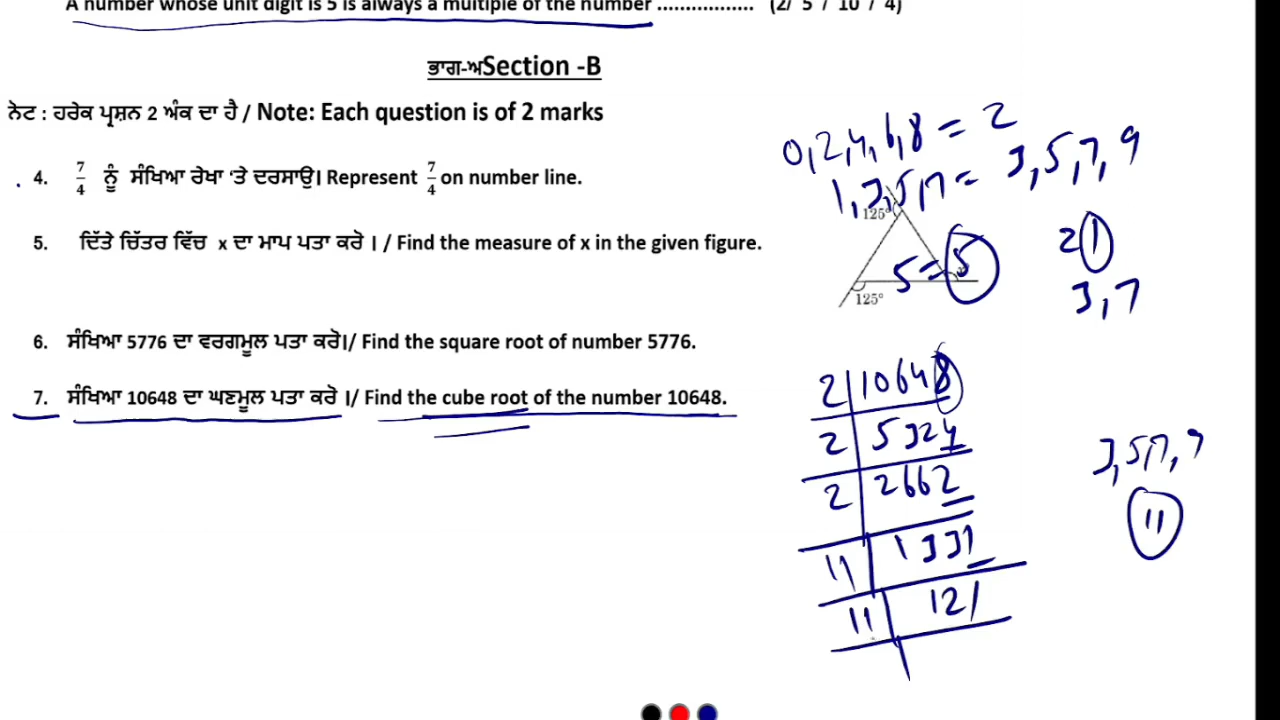 A number whose unit digit is 5 is always a multiple of the number ................. (2/ 5 / 10 / 4)
ਭਾਗ-ਅSection -B
ਨੋਟ : ਹਰੇਕ ਪ੍ਰਸ਼ਨ 2 ਅੰਕ ਦਾ ਹੈ / Note: Each question is of 2 marks
4. 7/4 ਨੂੰ ਸੰਖਿਆ ਰੇਖਾ 'ਤੇ ਦਰਸਾਉ। Represent 7/4 on number line.
5. ਦਿੱਤੇ ਚਿੱਤਰ ਵਿੱਚ x ਦਾ ਮਾਪ ਪਤਾ ਕਰੋ । / Find the measure of x in the given figure.
6. ਸੰਖਿਆ 5776 ਦਾ ਵਰਗਮੂਲ ਪਤਾ ਕਰੋ।/ Find the square root of number 5776.
7. ਸੰਖਿਆ 10648 ਦਾ ਘਣਮੂਲ ਪਤਾ ਕਰੋ ।/ Find the cube root of the number 10648.
0,2,4,6,8 = 2
1,3,5,7 = 3,5,7,9
125°
5 = 5
125°
2 1
3,7
2 10648
2 5324
2 2662
11 1331
11 121
3,5,7,9
11